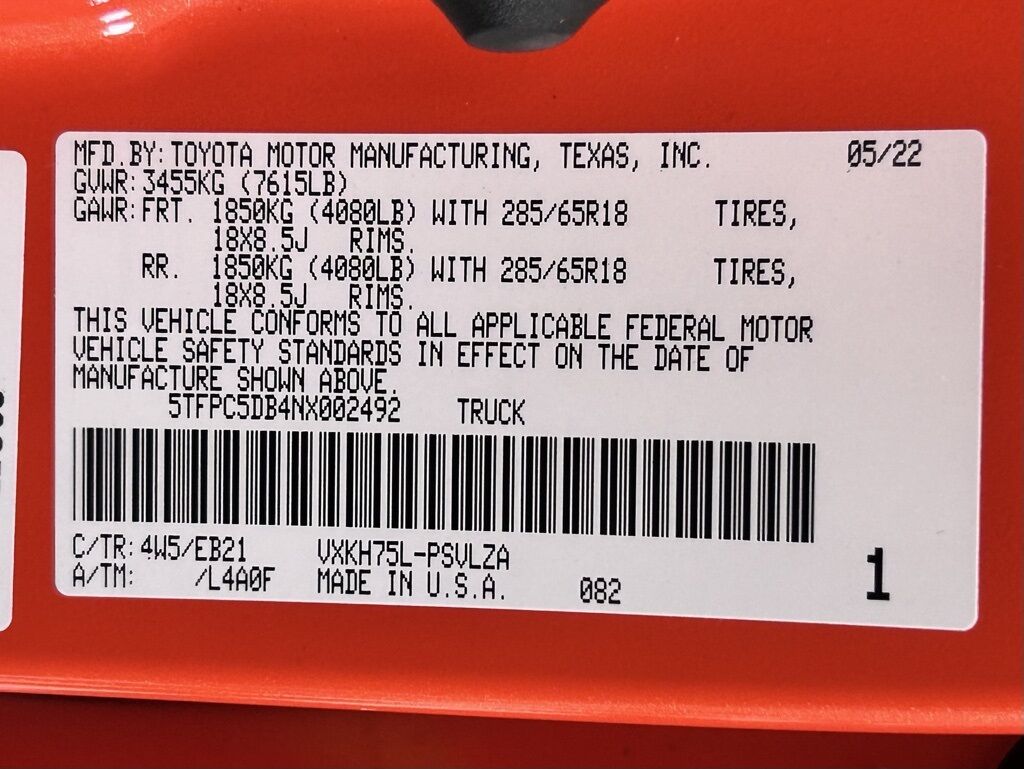 MFD.BY:TOYOTA MOTOR MANUFACTURING, TEXAS, INC. 05/22
GVWR:3455KG (7615LB)
GAWR:FRT. 1850KG (4080LB) WITH 285/65R18 TIRES,
18X8.5J RIMS.
RR. 1850KG (4080LB) WITH 285/65R18 TIRES,
18X8.5J RIMS.
THIS VEHICLE CONFORMS TO ALL APPLICABLE FEDERAL MOTOR
VEHICLE SAFETY STANDARDS IN EFFECT ON THE DATE OF
MANUFACTURE SHOWN ABOVE.
5TFPC5DB4NX002492 TRUCK
C/TR:4W5/EB21 VXKH75L-PSVLZA
A/TM: /L4A0F MADE IN U.S.A. 082 1